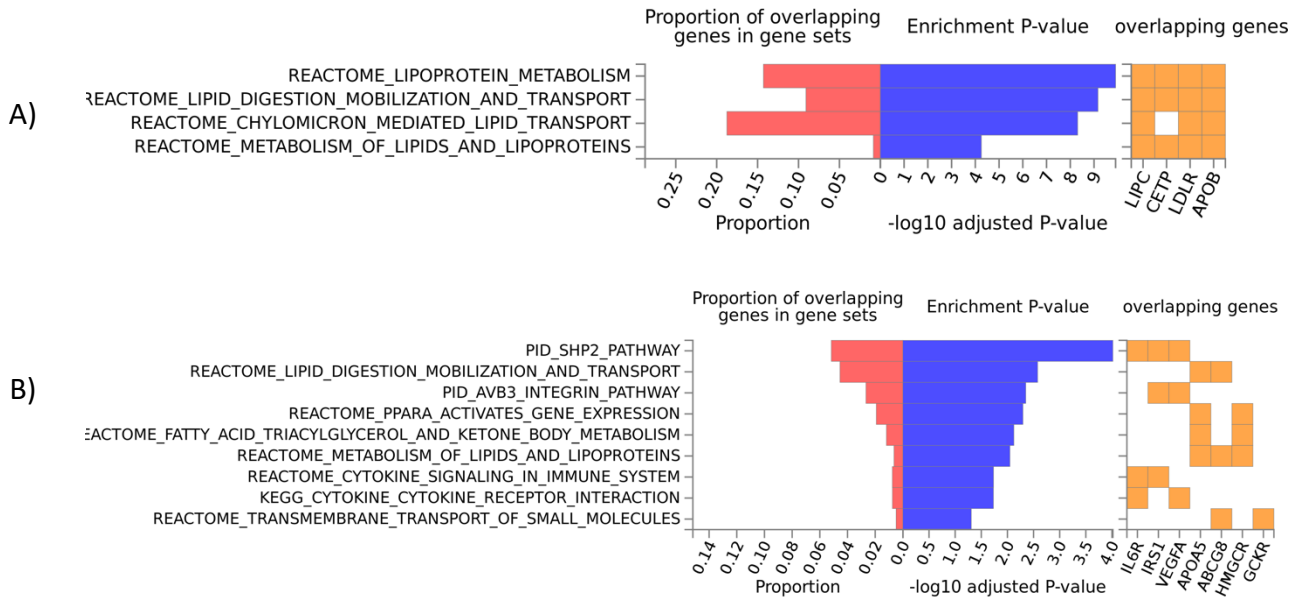 A)
Proportion of overlapping
genes in gene sets
Enrichment P-value
overlapping genes
REACTOME_LIPOPROTEIN_METABOLISM
REACTOME_LIPID_DIGESTION_MOBILIZATION_AND_TRANSPORT
REACTOME_CHYLOMICRON_MEDIATED_LIPID_TRANSPORT
REACTOME_METABOLISM_OF_LIPIDS_AND_LIPOPROTEINS
0.25 0.20 0.15 0.10 0.05 0 1 2 3 4 5 6 7 8 9
LIPC CETP LDLR APOB
Proportion
-log10 adjusted P-value
B)
Proportion of overlapping
genes in gene sets
Enrichment P-value
overlapping genes
PID_SHP2_PATHWAY
REACTOME_LIPID_DIGESTION_MOBILIZATION_AND_TRANSPORT
PID_AVB3_INTEGRIN_PATHWAY
REACTOME_PPARA_ACTIVATES_GENE_EXPRESSION
EACTOME_FATTY_ACID_TRIACYLGLYCEROL_AND_KETONE_BODY_METABOLISM
REACTOME_METABOLISM_OF_LIPIDS_AND_LIPOPROTEINS
REACTOME_CYTOKINE_SIGNALING_IN_IMMUNE_SYSTEM
KEGG_CYTOKINE_CYTOKINE_RECEPTOR_INTERACTION
REACTOME_TRANSMEMBRANE_TRANSPORT_OF_SMALL_MOLECULES
0.14 0.12 0.10 0.08 0.06 0.04 0.02 0.0 0.5 1.0 1.5 2.0 2.5 3.0 3.5 4.0
IL6R IRS1 VEGFA APOA5 ABCG8 HMGCR GCKR
Proportion
-log10 adjusted P-value